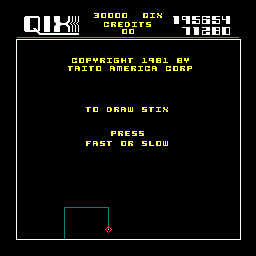 QIX
30000 QIX
CREDITS
00
195654
71280
COPYRIGHT 1981 BY
TAITO AMERICA CORP
TO DRAW STIX
PRESS
FAST OR SLOW